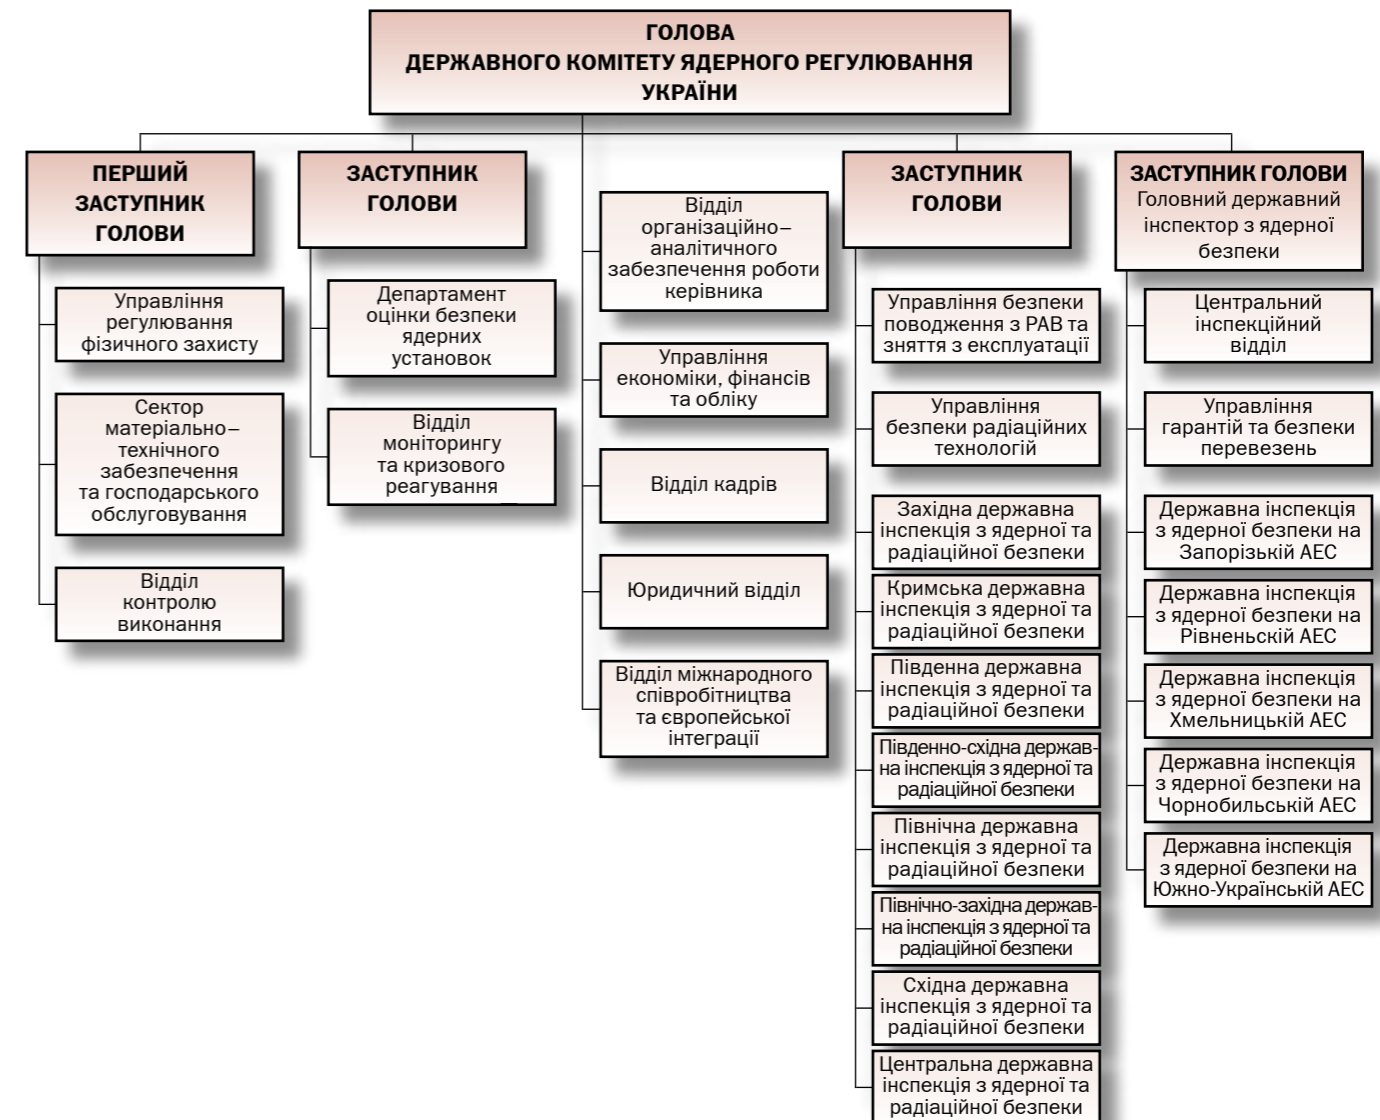 ГОЛОВА
ДЕРЖАВНОГО КОМІТЕТУ ЯДЕРНОГО РЕГУЛЮВАННЯ
УКРАЇНИ
ПЕРШИЙ
ЗАСТУПНИК
ГОЛОВИ
Управління
регулювання
фізичного захисту
Сектор
матеріально–
технічного
забезпечення
та господарського
обслуговування
Відділ
контролю
виконання
ЗАСТУПНИК
ГОЛОВИ
Департамент
оцінки безпеки
ядерних
установок
Відділ
моніторингу
та кризового
реагування
Відділ
організаційно–
аналітичного
забезпечення роботи
керівника
Управління
економіки, фінансів
та обліку
Відділ кадрів
Юридичний відділ
Відділ міжнародного
співробітництва
та європейської
інтеграції
ЗАСТУПНИК
ГОЛОВИ
Управління безпеки
поводження з РАВ та
зняття з експлуатації
Управління
безпеки радіаційних
технологій
Західна державна
інспекція з ядерної та
радіаційної безпеки
Кримська державна
інспекція з ядерної та
радіаційної безпеки
Південна державна
інспекція з ядерної та
радіаційної безпеки
Південно-східна держав-
на інспекція з ядерної та
радіаційної безпеки
Північна державна
інспекція з ядерної та
радіаційної безпеки
Північно-західна держав-
на інспекція з ядерної та
радіаційної безпеки
Східна державна
інспекція з ядерної та
радіаційної безпеки
Центральна державна
інспекція з ядерної та
радіаційної безпеки
ЗАСТУПНИК ГОЛОВИ
Головний державний
інспектор з ядерної
безпеки
Центральний
інспекційний
відділ
Управління
гарантій та безпеки
перевезень
Державна інспекція
з ядерної безпеки на
Запорізькій АЕС
Державна інспекція
з ядерної безпеки на
Рівненьскій АЕС
Державна інспекція
з ядерної безпеки на
Хмельницькій АЕС
Державна інспекція
з ядерної безпеки на
Чорнобильській АЕС
Державна інспекція
з ядерної безпеки на
Южно-Українській АЕС